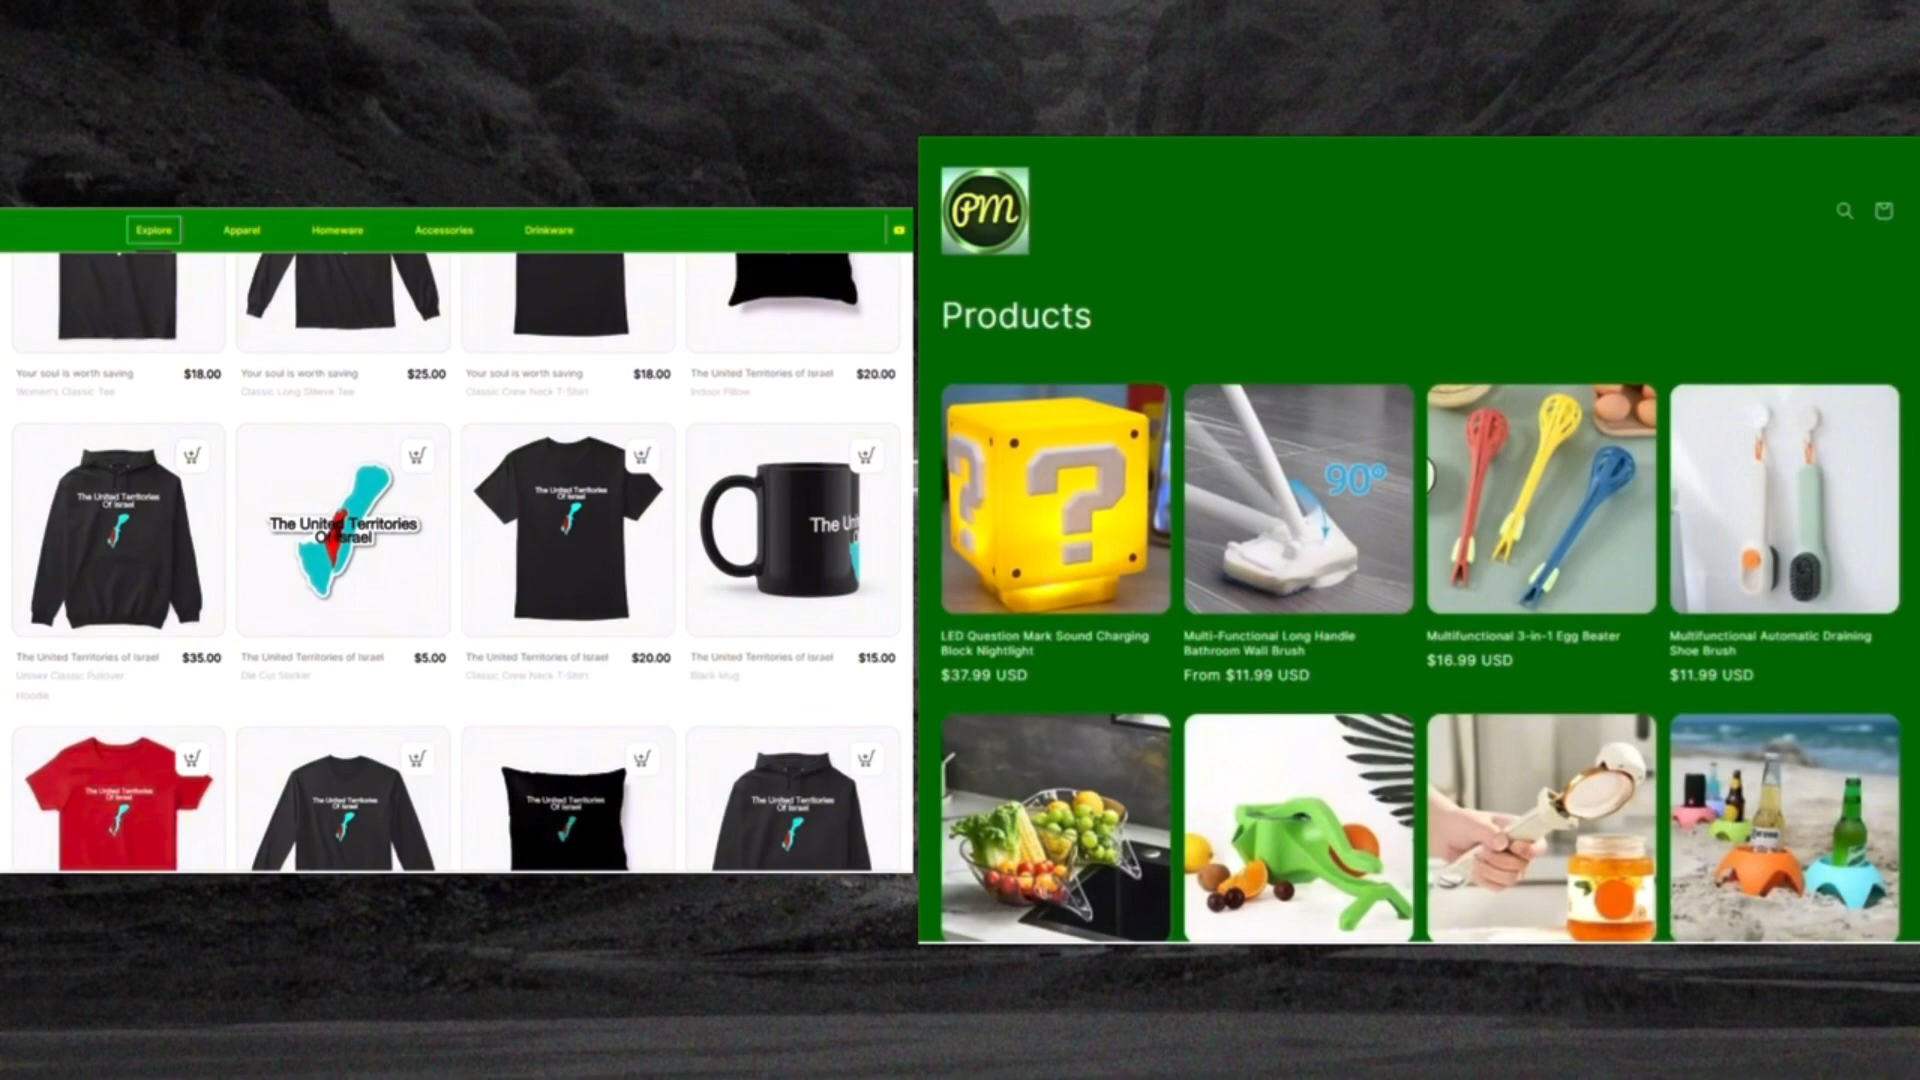 Explore
Apparel
Homeware
Accessories
Drinkware
Your soul is worth saving
$18.00
Women's Classic Tee
Your soul is worth saving
$25.00
Classic Long Sleeve Tee
Your soul is worth saving
$18.00
Classic Crew Neck T-Shirt
The United Territories of Israel
$20.00
Indoor Pillow
The United Territories
Of Israel
The United Territories
Of Israel
The United Territories
Of Israel
The Un
The United Territories of Israel
$35.00
Unisex Classic Pullover
Hoodie
The United Territories of Israel
$5.00
Die Cut Sticker
The United Territories of Israel
$20.00
Classic Crew Neck T-Shirt
The United Territories of Israel
$15.00
Black Mug
The United Territories
Of Israel
The United Territories
Of Israel
The United Territories
Of Israel
The United Territories
Of Israel
PM
Products
?
?
90°
LED Question Mark Sound Charging
Block Nightlight
$37.99 USD
Multi-Functional Long Handle
Bathroom Wall Brush
From $11.99 USD
Multifunctional 3-in-1 Egg Beater
$16.99 USD
Multifunctional Automatic Draining
Shoe Brush
$11.99 USD